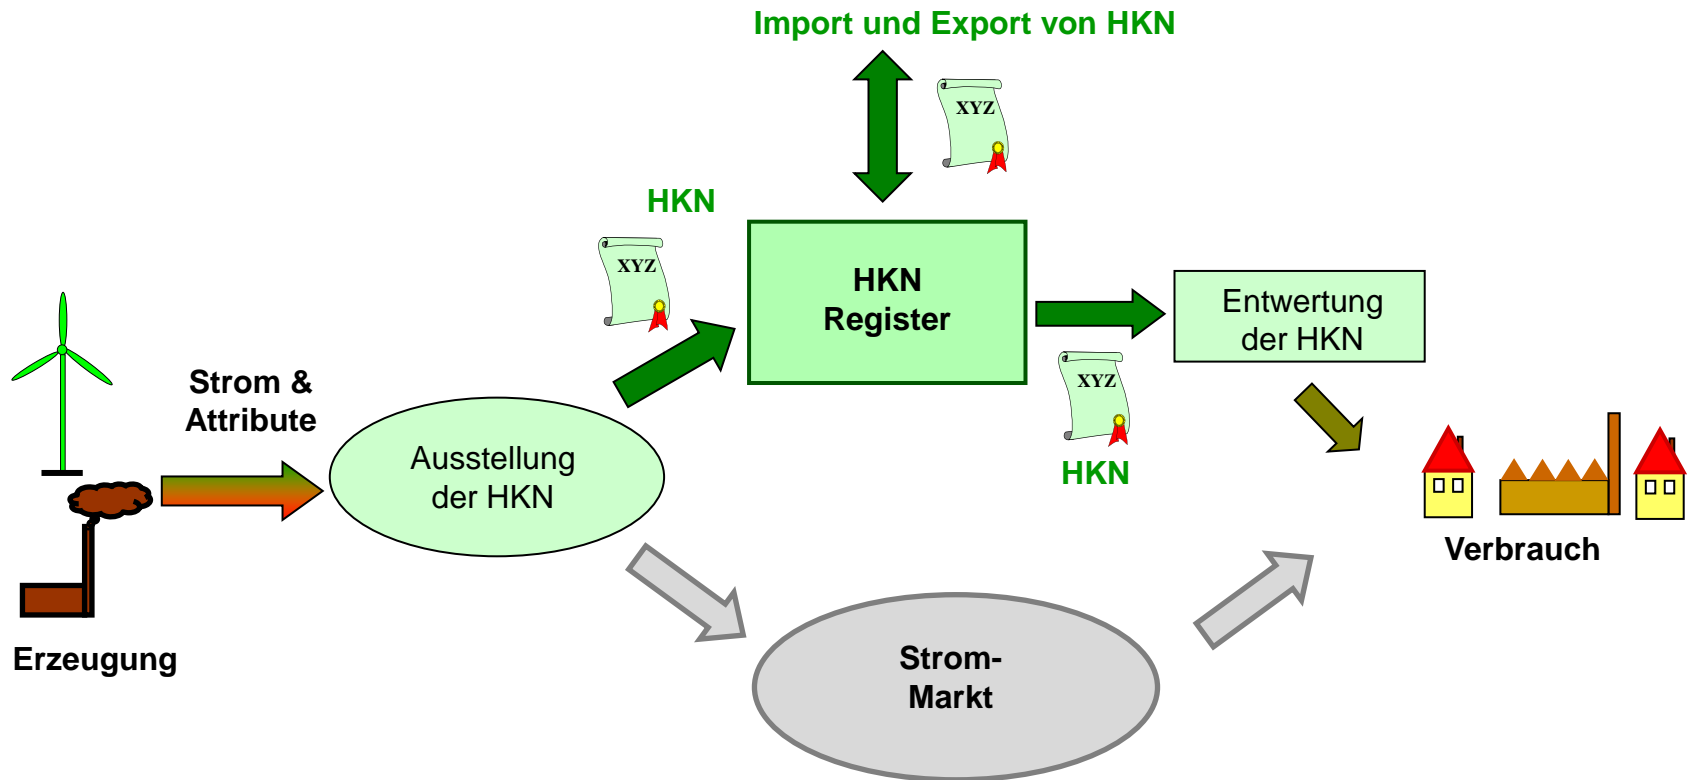 Import und Export von HKN
XYZ
HKN
XYZ
HKN
Register
Entwertung
der HKN
XYZ
HKN
Strom &
Attribute
Ausstellung
der HKN
Verbrauch
Erzeugung
Strom-
Markt